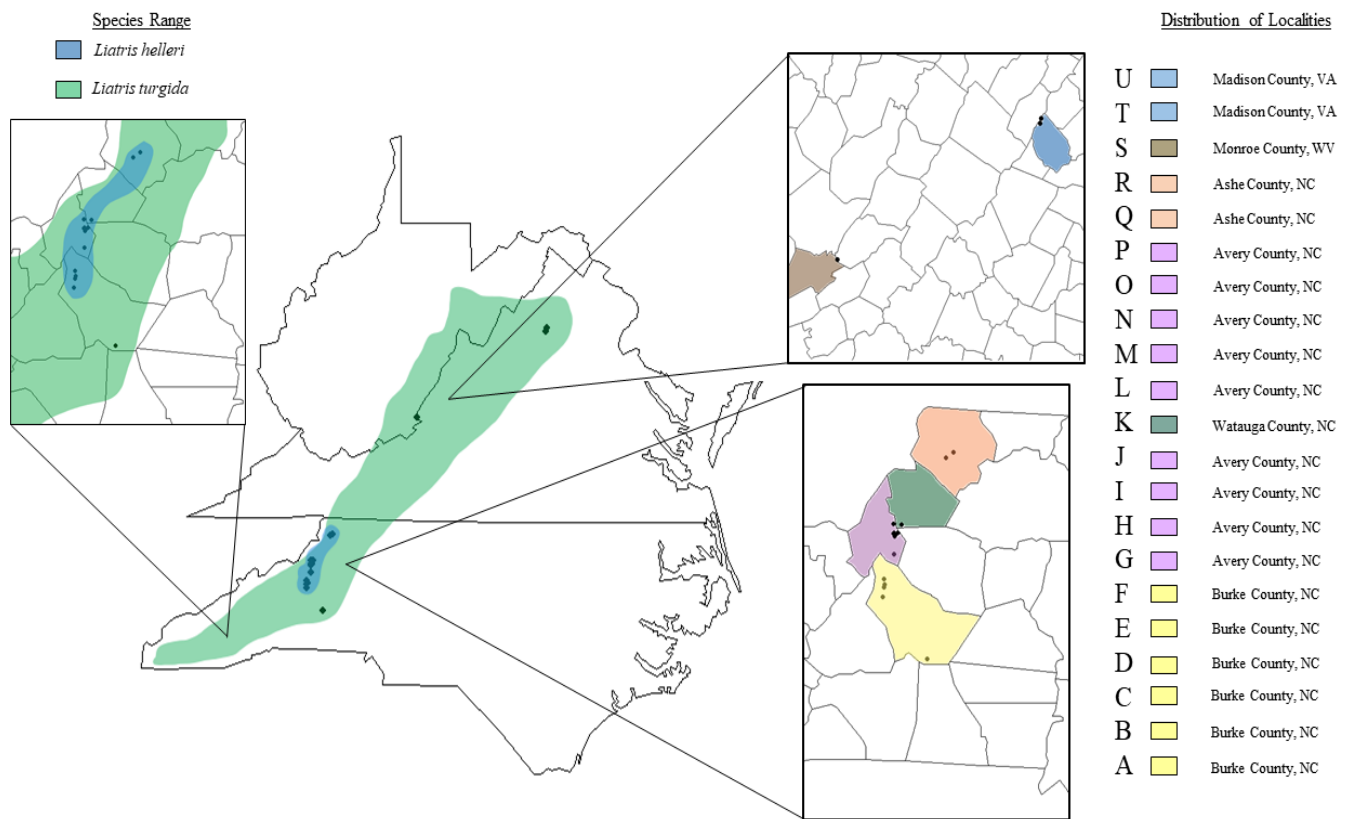 Species Range
Liatris helleri
Liatris turgida
Distribution of Localities
U Madison County, VA
T Madison County, VA
S Monroe County, WV
R Ashe County, NC
Q Ashe County, NC
P Avery County, NC
O Avery County, NC
N Avery County, NC
M Avery County, NC
L Avery County, NC
K Watauga County, NC
J Avery County, NC
I Avery County, NC
H Avery County, NC
G Avery County, NC
F Burke County, NC
E Burke County, NC
D Burke County, NC
C Burke County, NC
B Burke County, NC
A Burke County, NC